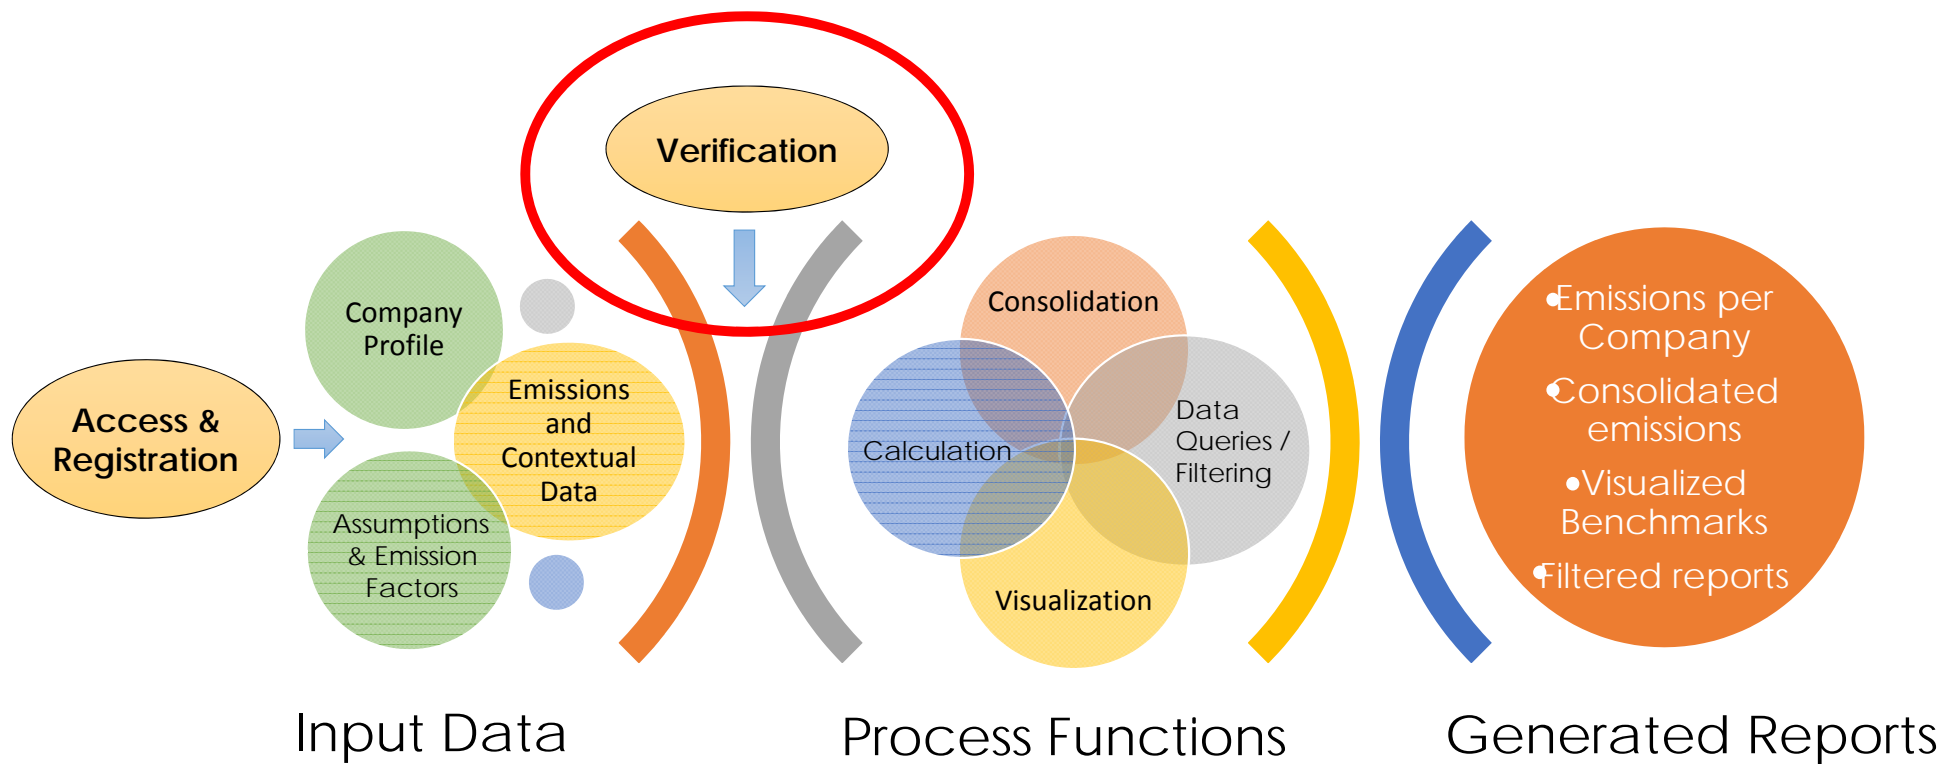 Verification
Company
Profile
Emissions
and
Contextual
Data
Access &
Registration
Assumptions
& Emission
Factors
Consolidation
Calculation
Data
Queries /
Filtering
Visualization
•Emissions per
Company
•Consolidated
emissions
•Visualized
Benchmarks
•Filtered reports
Input Data
Process Functions
Generated Reports